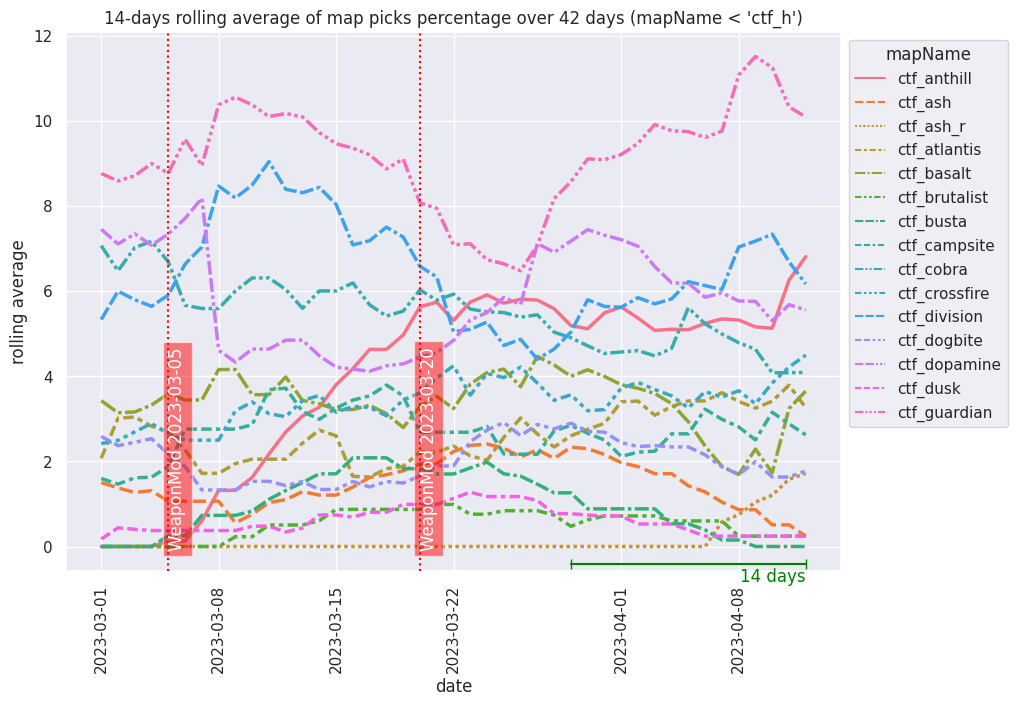 14-days rolling average of map picks percentage over 42 days (mapName < 'ctf_h')
12
10
8
6
4
2
0
rolling average
WeaponMod 2023-03-05
WeaponMod 2023-03-20
14 days
2023-03-01
2023-03-08
2023-03-15
2023-03-22
2023-04-01
2023-04-08
date
mapName
ctf_anthill
ctf_ash
ctf_ash_r
ctf_atlantis
ctf_basalt
ctf_brutalist
ctf_busta
ctf_campsite
ctf_cobra
ctf_crossfire
ctf_division
ctf_dogbite
ctf_dopamine
ctf_dusk
ctf_guardian